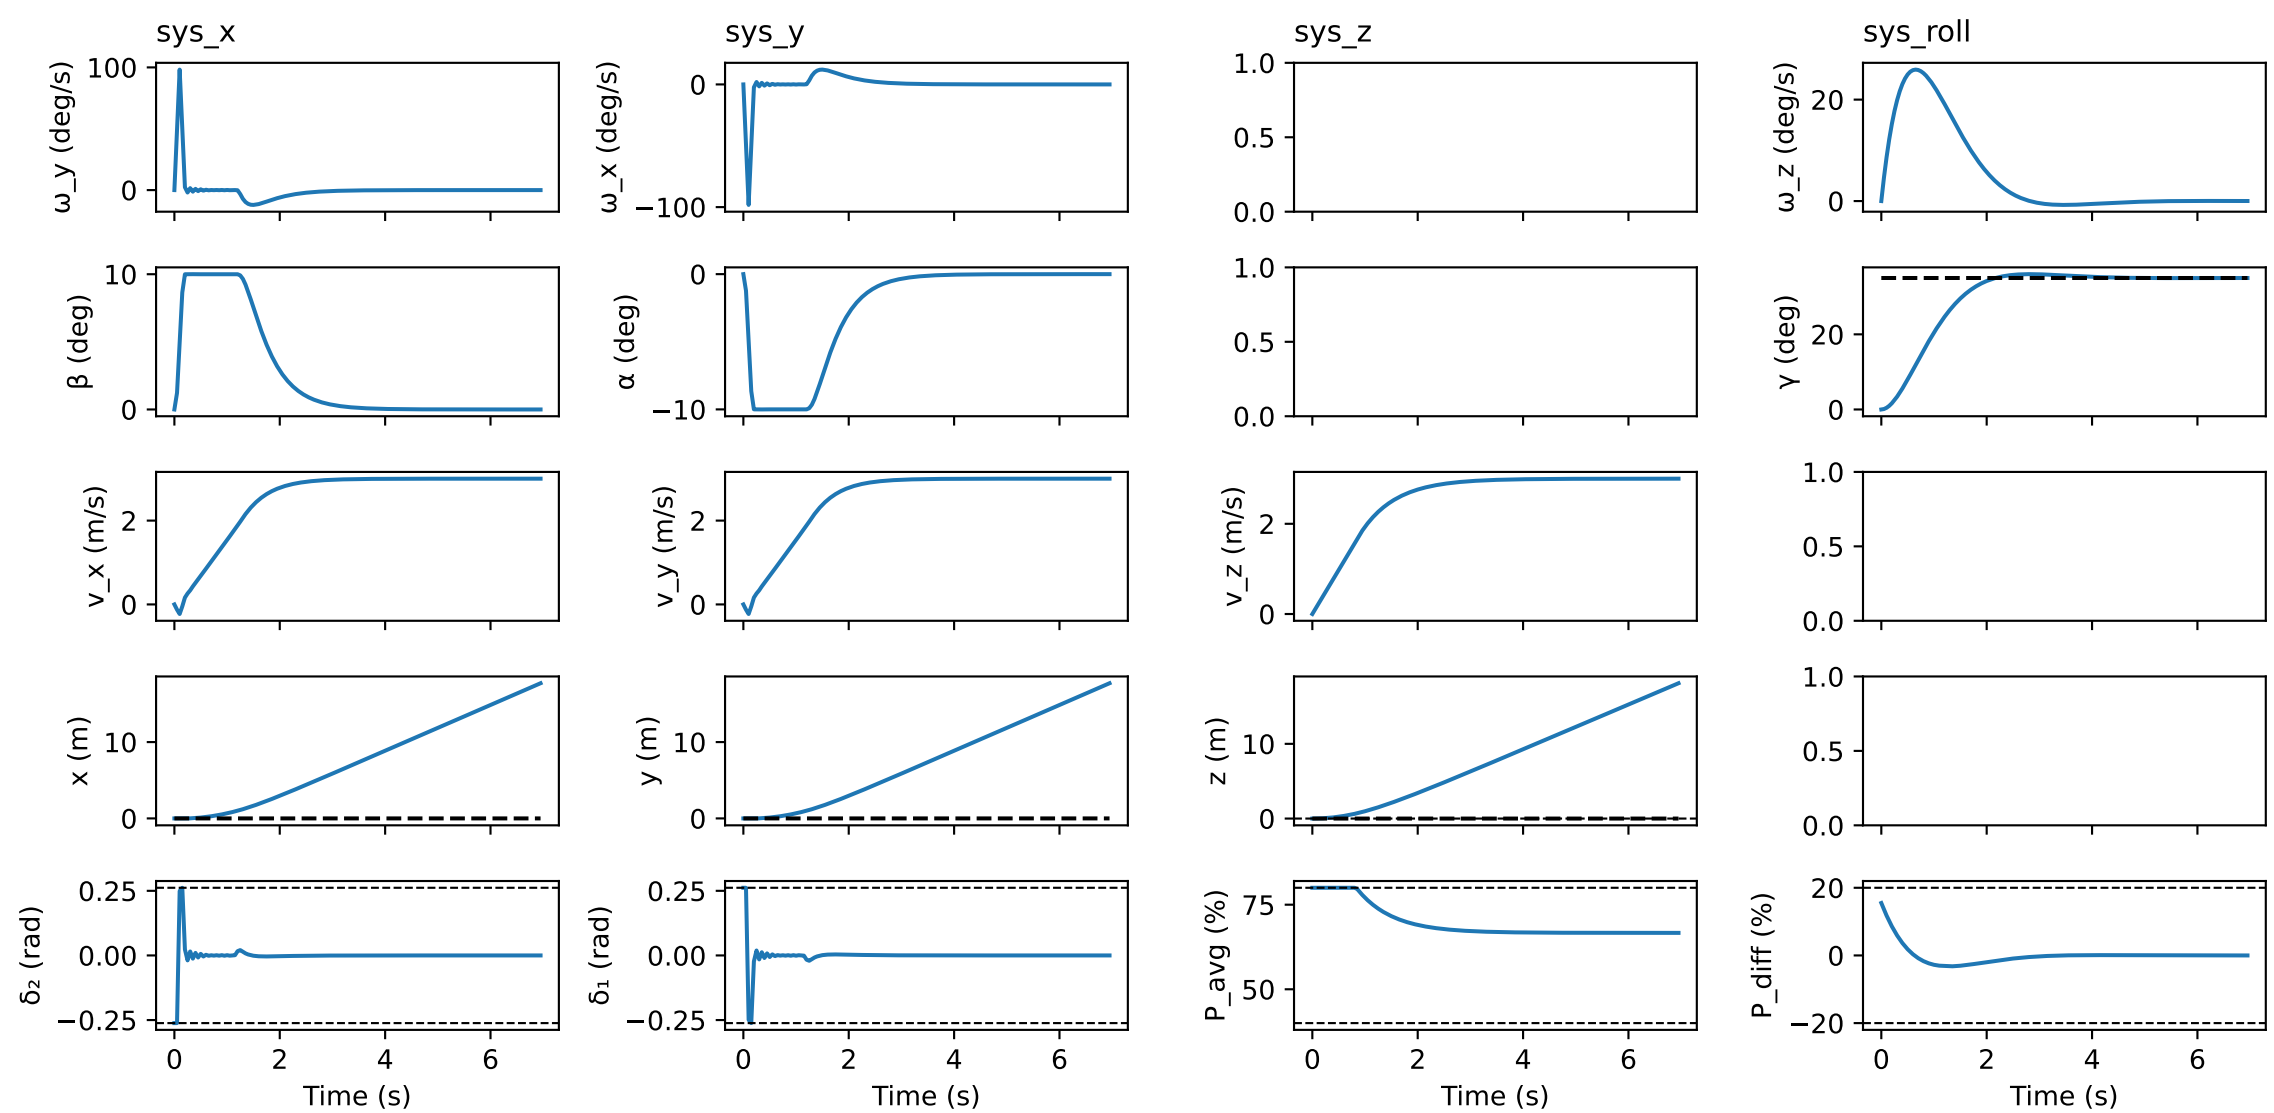 sys_x
sys_y
sys_z
sys_roll
ω_y (deg/s)
100
0
ω_x (deg/s)
0
−100
1.0
0.5
0.0
ω_z (deg/s)
20
0
β (deg)
10
0
α (deg)
0
−10
1.0
0.5
0.0
γ (deg)
20
0
v_x (m/s)
2
0
v_y (m/s)
2
0
v_z (m/s)
2
0
1.0
0.5
0.0
x (m)
10
0
y (m)
10
0
z (m)
10
0
1.0
0.5
0.0
δ₂ (rad)
0.25
0.00
−0.25
0 2 4 6
Time (s)
δ₁ (rad)
0.25
0.00
−0.25
0 2 4 6
Time (s)
P_avg (%)
75
50
0 2 4 6
Time (s)
P_diff (%)
20
0
−20
0 2 4 6
Time (s)